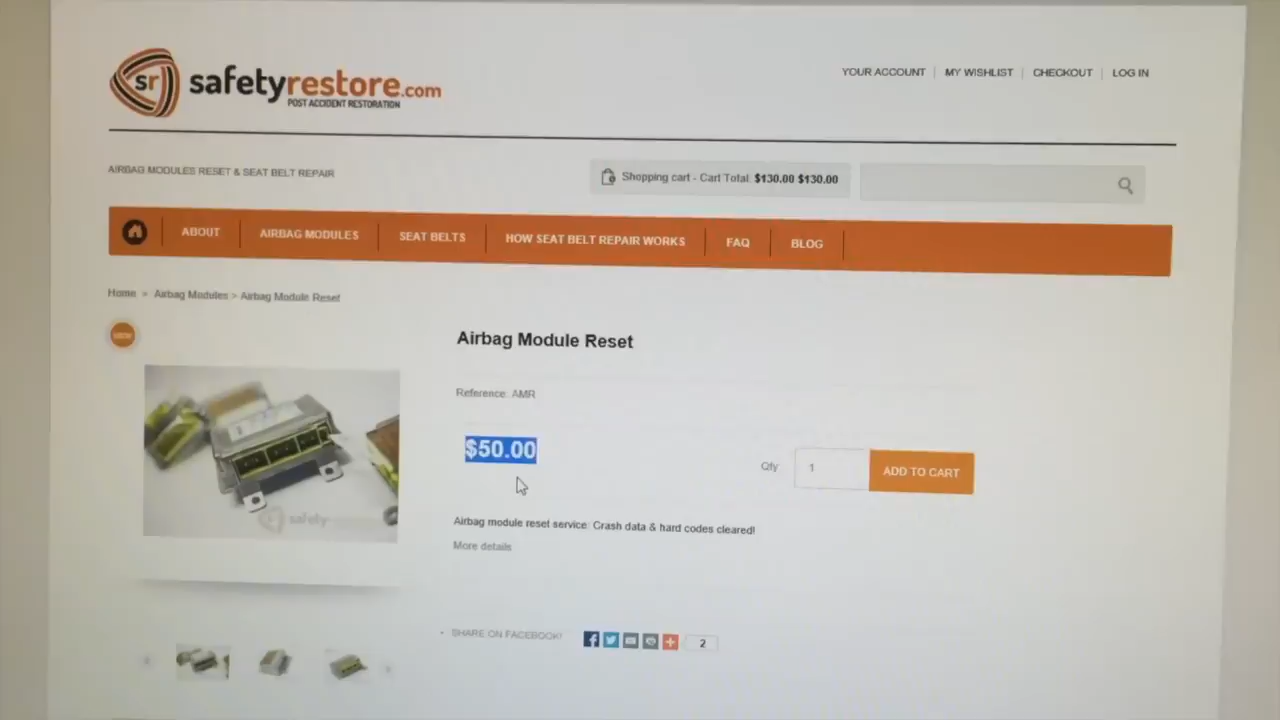 sr safetyrestore.com
POST ACCIDENT RESTORATION
YOUR ACCOUNT MY WISHLIST CHECKOUT LOG IN
AIRBAG MODULES RESET & SEAT BELT REPAIR
Shopping cart - Cart Total: $130.00 $130.00
ABOUT AIRBAG MODULES SEAT BELTS HOW SEAT BELT REPAIR WORKS FAQ BLOG
Home » Airbag Modules > Airbag Module Reset
Airbag Module Reset
Reference: AMR
$50.00
Qty 1 ADD TO CART
Airbag module reset service: Crash data & hard codes cleared!
More details
safety
SHARE ON FACEBOOK! 2